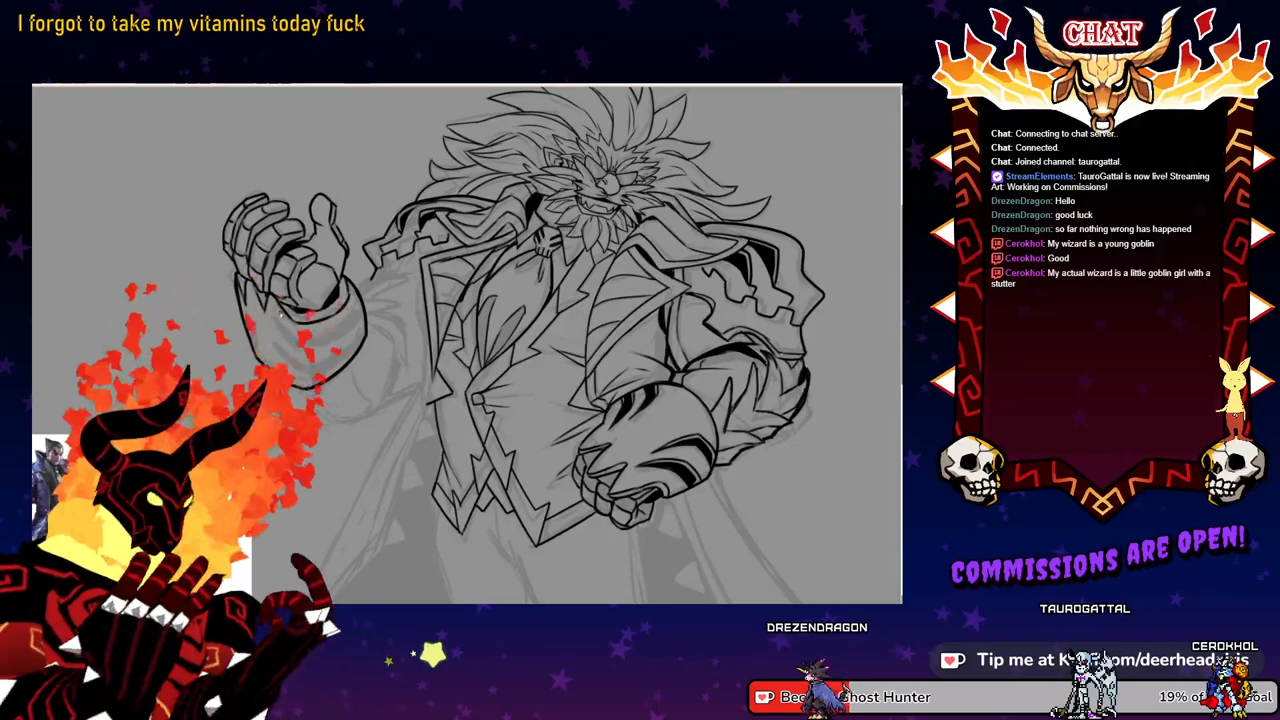 I forgot to take my vitamins today fuck
CHAT
Chat: Connecting to chat server..
Chat: Connected.
Chat: Joined channel: taurogattal.
StreamElements: TauroGattal is now live! Streaming
Art: Working on Commissions!
DrezenDragon: Hello
DrezenDragon: good luck
DrezenDragon: so far nothing wrong has happened
Cerokhol: My wizard is a young goblin
Cerokhol: Good
Cerokhol: My actual wizard is a little goblin girl with a
stutter
COMMISSIONS ARE OPEN!
TAUROGATTAL
DREZENDRAGON
CEROKHOL
Tip me at
Ghost Hunter
19%